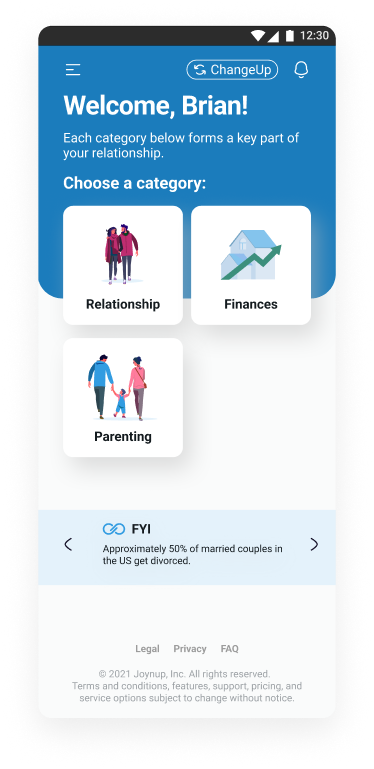 12:30
ChangeUp
Welcome, Brian!
Each category below forms a key part of
your relationship.
Choose a category:
Relationship
Finances
Parenting
FYI
Approximately 50% of married couples in
the US get divorced.
Legal Privacy FAQ
© 2021 Joynup, Inc. All rights reserved.
Terms and conditions, features, support, pricing, and
service options subject to change without notice.